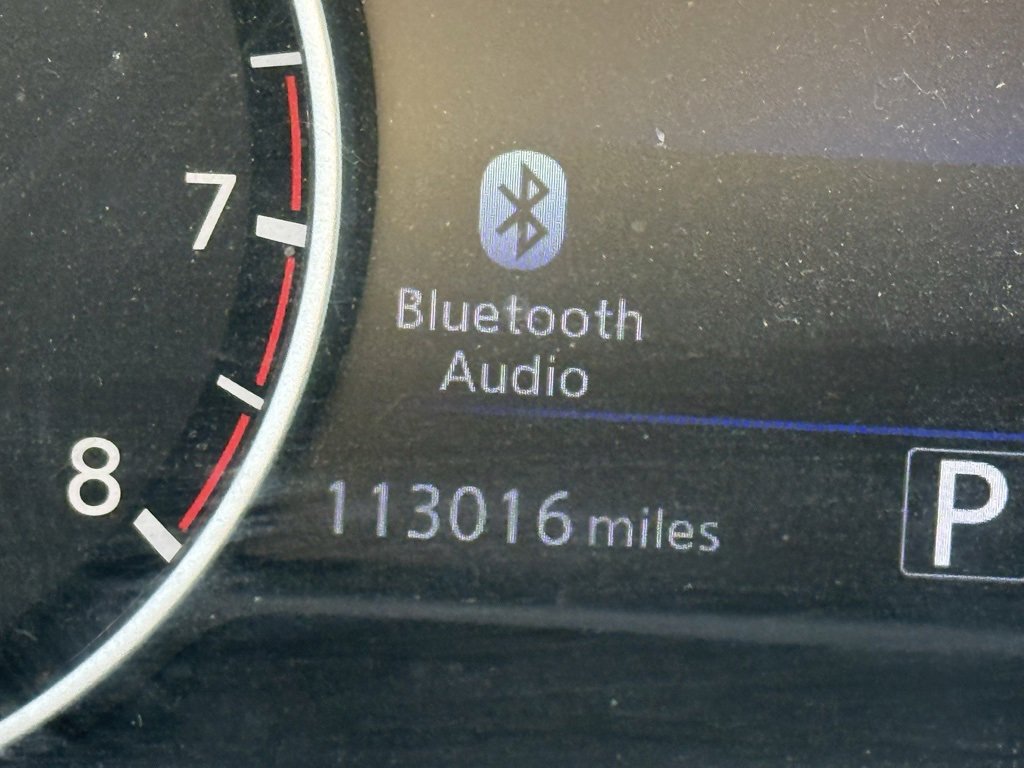 7
Bluetooth
Audio
8
113016 miles
P